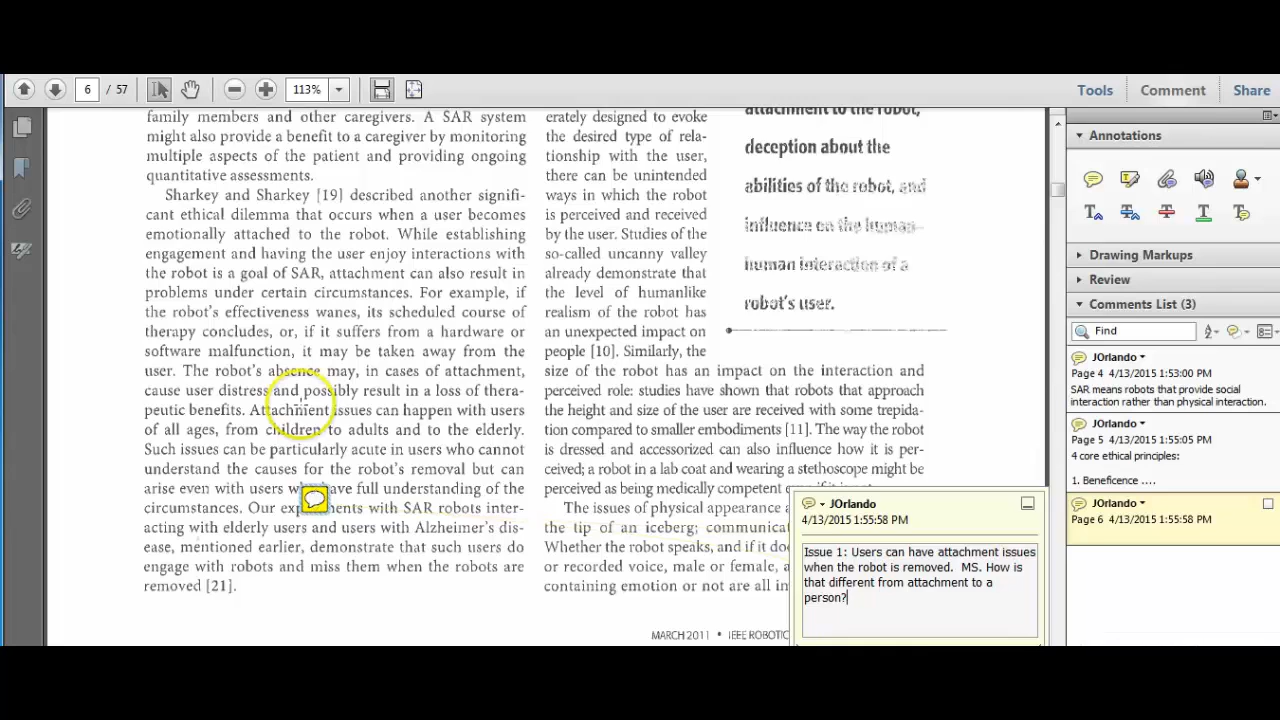 6 / 57
113%
Tools
Comment
Share
family members and other caregivers. A SAR system
might also provide a benefit to a caregiver by monitoring
multiple aspects of the patient and providing ongoing
quantitative assessments.
Sharkey and Sharkey [19] described another signifi-
cant ethical dilemma that occurs when a user becomes
emotionally attached to the robot. While establishing
engagement and having the user enjoy interactions with
the robot is a goal of SAR, attachment can also result in
problems under certain circumstances. For example, if
the robot's effectiveness wanes, its scheduled course of
therapy concludes, or, if it suffers from a hardware or
software malfunction, it may be taken away from the
user. The robot's absence may, in cases of attachment,
cause user distress and possibly result in a loss of thera-
peutic benefits. Attachment issues can happen with users
of all ages, from children to adults and to the elderly.
Such issues can be particularly acute in users who cannot
understand the causes for the robot's removal but can
arise even with users have full understanding of the
circumstances. Our with SAR robots inter-
acting with elderly users and users with Alzheimer's dis-
ease, mentioned earlier, demonstrate that such users do
engage with robots and miss them when the robots are
removed [21].
erately designed to evoke
the desired type of rela-
tionship with the user,
there can be unintended
ways in which the robot
is perceived and received
by the user. Studies of the
so-called uncanny valley
already demonstrate that
the level of humanlike
realism of the robot has
an unexpected impact on
people [10]. Similarly, the
size of the robot has an impact on the interaction and
perceived role: studies have shown that robots that approach
the height and size of the user are received with some trepida-
tion compared to smaller embodiments [11]. The way the robot
is dressed and accessorized can also influence how it is per-
ceived; a robot in a lab coat and wearing a stethoscope might be
perceived as being medically competent
The issues of physical appearance
the tip of an iceberg;
Whether the robot speaks, and if it
or recorded voice, male or female,
containing emotion or not are all
attachment to the robot,
deception about the
abilities of the robot, and
influence on the human-
human interaction of a
robot's user.
MARCH 2011 • IEEE
JOrlando
4/13/2015 1:55:58 PM
Issue 1: Users can have attachment issues
when the robot is removed. MS. How is
that different from attachment to a
person?
Annotations
Drawing Markups
Review
Comments List (3)
Find
JOrlando
Page 4 4/13/2015 1:53:00 PM
SAR means robots that provide social
interaction rather than physical interaction.
JOrlando
Page 5 4/13/2015 1:55:05 PM
4 core ethical principles:
1. Beneficence ....
JOrlando
Page 6 4/13/2015 1:55:58 PM